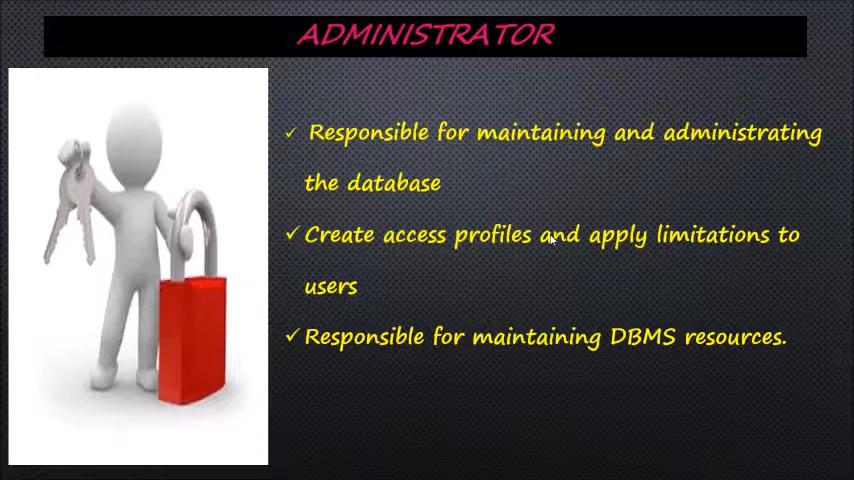 ADMINISTRATOR
✓ Responsible for maintaining and administrating
the database
✓ Create access profiles and apply limitations to
users
✓ Responsible for maintaining DBMS resources.